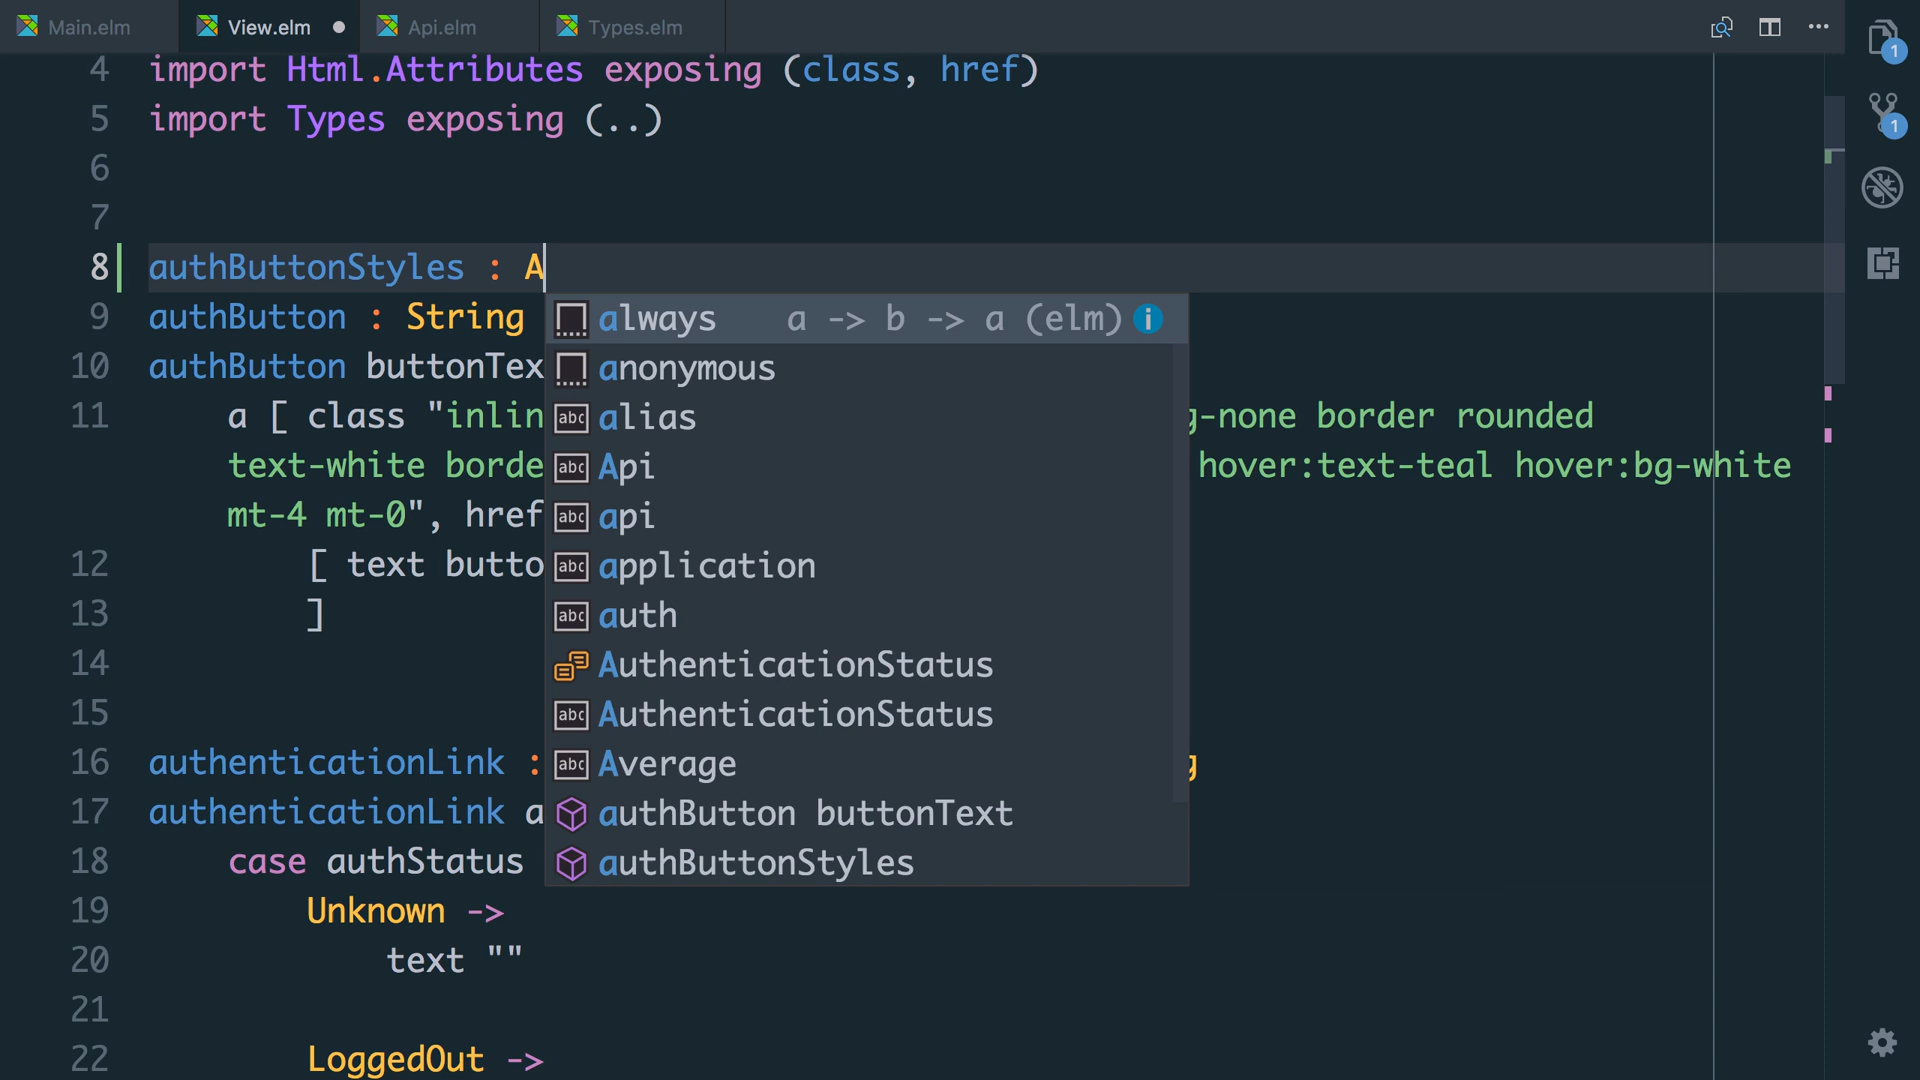 Main.elm View.elm Api.elm Types.elm
4 import Html.Attributes exposing (class, href) 1
5 import Types exposing (..)
6 1
7
8 authButtonStyles : A
9 authButton : String always a -> b -> a (elm)
10 authButton buttonTex anonymous
11 a [ class "inlin alias g-none border rounded
text-white borde Api hover:text-teal hover:bg-white
mt-4 mt-0", href api
12 [ text butto application
13 ] auth
14 AuthenticationStatus
15 AuthenticationStatus
16 authenticationLink : Average g
17 authenticationLink a authButton buttonText
18 case authStatus authButtonStyles
19 Unknown ->
20 text ""
21
22 LoggedOut ->